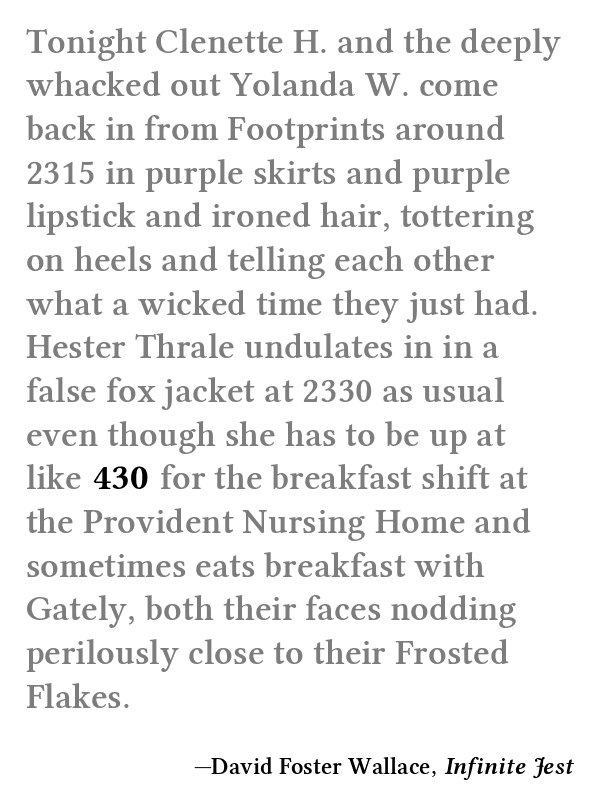 Tonight Clenette H. and the deeply
whacked out Yolanda W. come
back in from Footprints around
2315 in purple skirts and purple
lipstick and ironed hair, tottering
on heels and telling each other
what a wicked time they just had.
Hester Thrale undulates in in a
false fox jacket at 2330 as usual
even though she has to be up at
like 430 for the breakfast shift at
the Provident Nursing Home and
sometimes eats breakfast with
Gately, both their faces nodding
perilously close to their Frosted
Flakes.
—David Foster Wallace, Infinite Jest